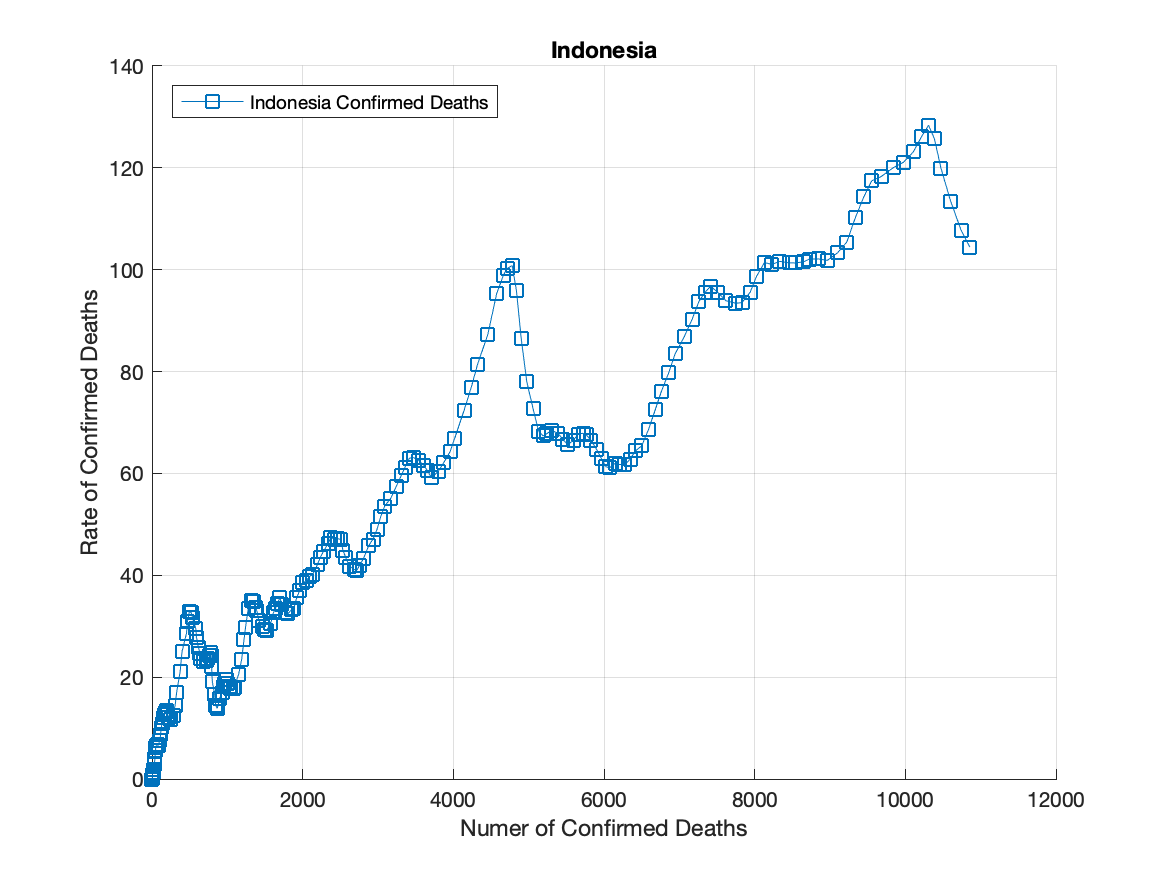 Indonesia
Indonesia Confirmed Deaths
Rate of Confirmed Deaths
140
120
100
80
60
40
20
0
0 2000 4000 6000 8000 10000 12000
Numer of Confirmed Deaths